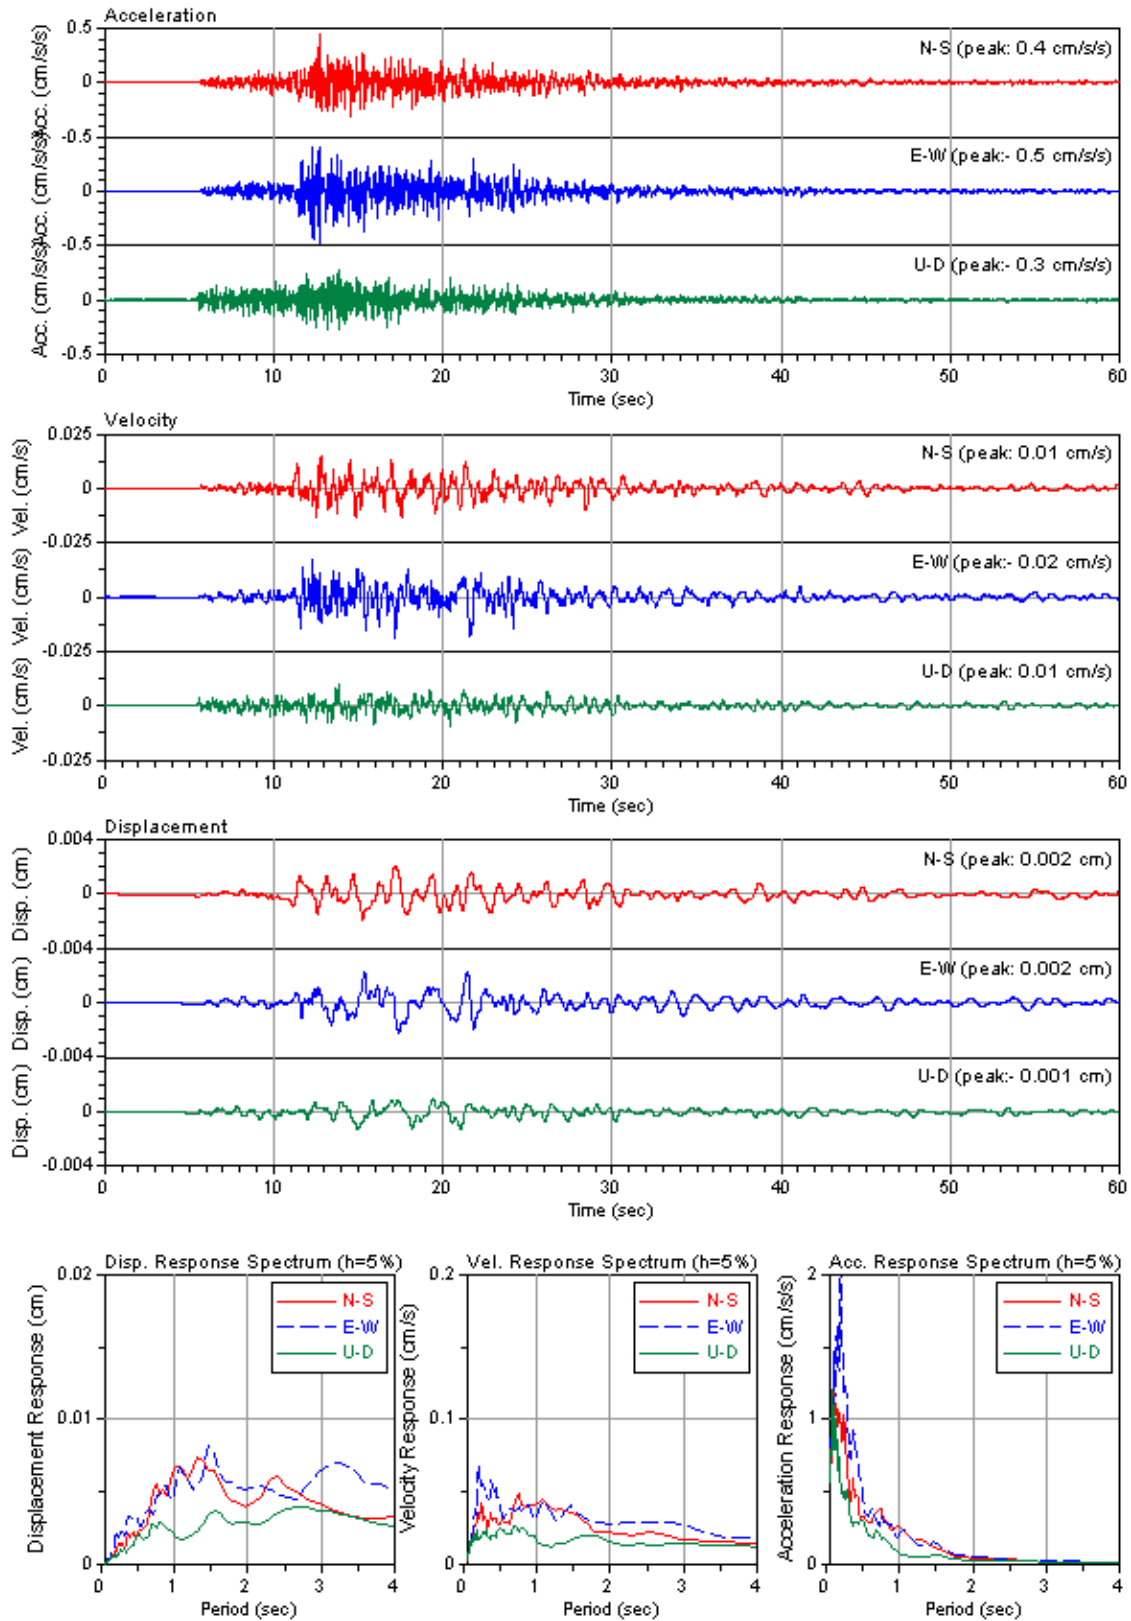 Acceleration
0.5
N-S (peak: 0.4 cm/s/s)
0
Acc. (cm/s/s)
-0.5
E-W (peak:- 0.5 cm/s/s)
0
Acc. (cm/s/s)
-0.5
U-D (peak:- 0.3 cm/s/s)
0
Acc. (cm/s/s)
-0.5
0 10 20 30 40 50 60
Time (sec)
Velocity
0.025
N-S (peak: 0.01 cm/s)
0
Vel. (cm/s)
-0.025
E-W (peak:- 0.02 cm/s)
0
Vel. (cm/s)
-0.025
U-D (peak: 0.01 cm/s)
0
Vel. (cm/s)
-0.025
0 10 20 30 40 50 60
Time (sec)
Displacement
0.004
N-S (peak: 0.002 cm)
0
Disp. (cm)
-0.004
E-W (peak: 0.002 cm)
0
Disp. (cm)
-0.004
U-D (peak:- 0.001 cm)
0
Disp. (cm)
-0.004
0 10 20 30 40 50 60
Time (sec)
Disp. Response Spectrum (h=5%)
0.02
N-S
E-W
U-D
0.01
Displacement Response (cm)
0
0 1 2 3 4
Period (sec)
Vel. Response Spectrum (h=5%)
0.2
N-S
E-W
U-D
0.1
Velocity Response (cm/s)
0
0 1 2 3 4
Period (sec)
Acc. Response Spectrum (h=5%)
2
N-S
E-W
U-D
1
Acceleration Response (cm/s/s)
0
0 1 2 3 4
Period (sec)